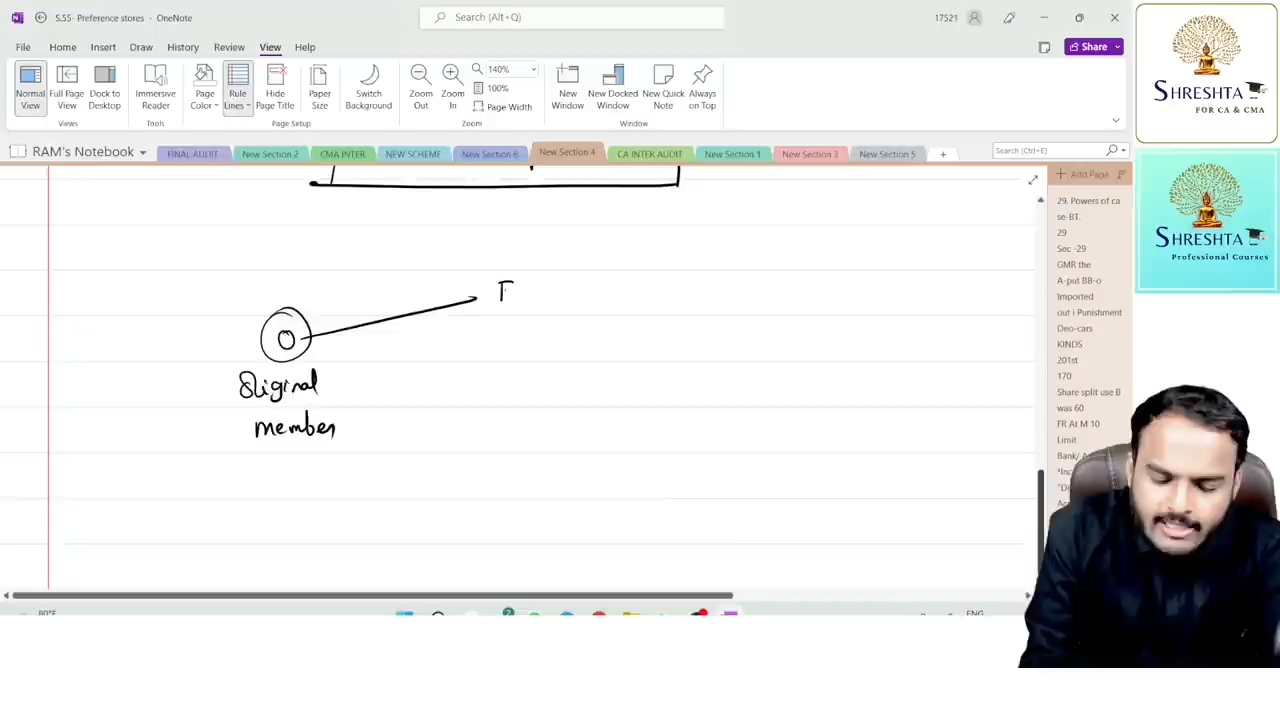 5.55- Preference stores - OneNote
Search (Alt+Q)
17521
File Home Insert Draw History Review View Help
Share
Normal View
Full Page View
Dock to Desktop
Immersive Reader
Page Color
Rule Lines
Hide Page Title
Paper Size
Switch Background
Zoom Out
Zoom In
140%
100%
Page Width
New Window
New Docked Window
New Quick Note
Always on Top
Views
Tools
Page Setup
Zoom
Window
RAM's Notebook
FINAL AUDIT...
New Section 2
CMA INTER
NEW SCHEME
New Section 6
New Section 4
CA INTER AUDIT
New Section 1
New Section 3
New Section 5
Search (Ctrl+E)
Add Page
29. Powers of ca
se-BT.
29
Sec -29
GMR the
A-put BB-o
Imported
out i Punishment
Deo-cars
KINDS
201st
170
Share split use B
was 60
FR At M 10
Limit
Bank/
Original
member
SHRESHTA
FOR CA & CMA
SHRESHTA
Professional Courses
80°F
ENG